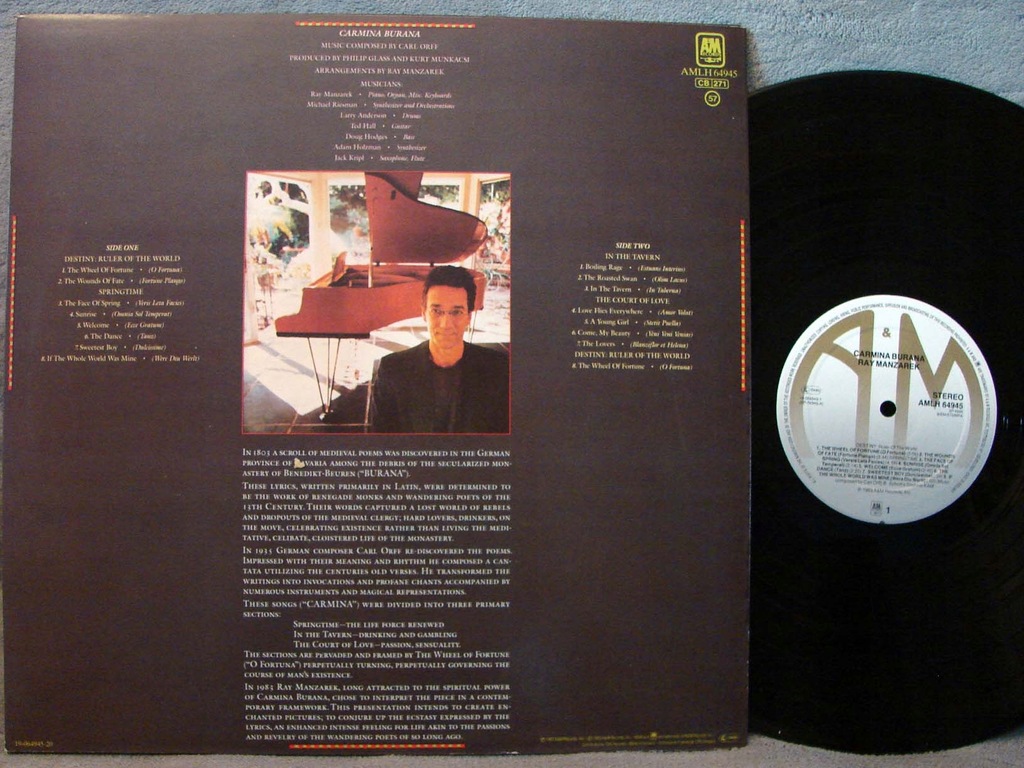 CARMINA BURANA
MUSIC COMPOSED BY CARL ORFF
PRODUCED BY PHILIP GLASS AND KURT MUNKACSI
ARRANGEMENTS BY RAY MANZAREK
MUSICIANS:
Ray Manzarek • Piano, Organ, Misc. Keyboards
Michael Riesman • Synthesizer and Orchestrations
Larry Anderson • Drums
Ted Hall • Guitar
Doug Hodges • Bass
Adam Holzman • Synthesizer
Jack Kripl • Saxophone, Flute
A&M
AMLH 64945
CB 271
57
SIDE ONE
DESTINY: RULER OF THE WORLD
1. The Wheel Of Fortune • (O Fortuna)
2. The Wounds Of Fate • (Fortune Plango)
SPRINGTIME
3. The Face Of Spring • (Veris Leta Facies)
4. Sunrise • (Omnia Sol Temperat)
5. Welcome • (Ecce Gratum)
6. The Dance • (Tanz)
7. Sweetest Boy • (Dulcissime)
8. If The Whole World Was Mine • (Were Diu Werlt)
SIDE TWO
IN THE TAVERN
1. Boiling Rage • (Estuans Interius)
2. The Roasted Swan • (Olim Lacus)
3. In The Tavern • (In Taberna)
THE COURT OF LOVE
4. Love Flies Everywhere • (Amor Volat)
5. A Young Girl • (Stetit Puella)
6. Come, My Beauty • (Veni Veni Venias)
7. The Lovers • (Blanziflor et Helena)
DESTINY: RULER OF THE WORLD
8. The Wheel Of Fortune • (O Fortuna)
In 1803 a scroll of medieval poems was discovered in the German
province of varia among the debris of the secularized mon-
astery of Benedikt-Beuren ("BURANA").
These lyrics, written primarily in Latin, were determined to
be the work of renegade monks and wandering poets of the
13th Century. Their words captured a lost world of rebels
and dropouts of the medieval clergy; hard lovers, drinkers, on
the move, celebrating existence rather than living the medi-
tative, celibate, cloistered life of the monastery.
In 1935 German composer Carl Orff re-discovered the poems.
Impressed with their meaning and rhythm he composed a can-
tata utilizing the centuries old verses. He transformed the
writings into invocations and profane chants accompanied by
numerous instruments and magical representations.
These songs ("CARMINA") were divided into three primary
sections:
Springtime—the life force renewed
In the Tavern—drinking and gambling
The Court of Love—passion, sensuality.
The sections are pervaded and framed by The Wheel of Fortune
("O Fortuna") perpetually turning, perpetually governing the
course of man's existence.
In 1983 Ray Manzarek, long attracted to the spiritual power
of Carmina Burana, chose to interpret the piece in a contem-
porary framework. This presentation intends to create en-
chanted pictures; to conjure up the ecstasy expressed by the
lyrics, an enhanced intense feeling for life akin to the passions
and revelry of the wandering poets of so long ago.
19-064945-20
A&M
&
CARMINA BURANA
RAY MANZAREK
STEREO
AMLH 64945
DESTINY: Ruler Of The World
1. THE WHEEL OF FORTUNE
1